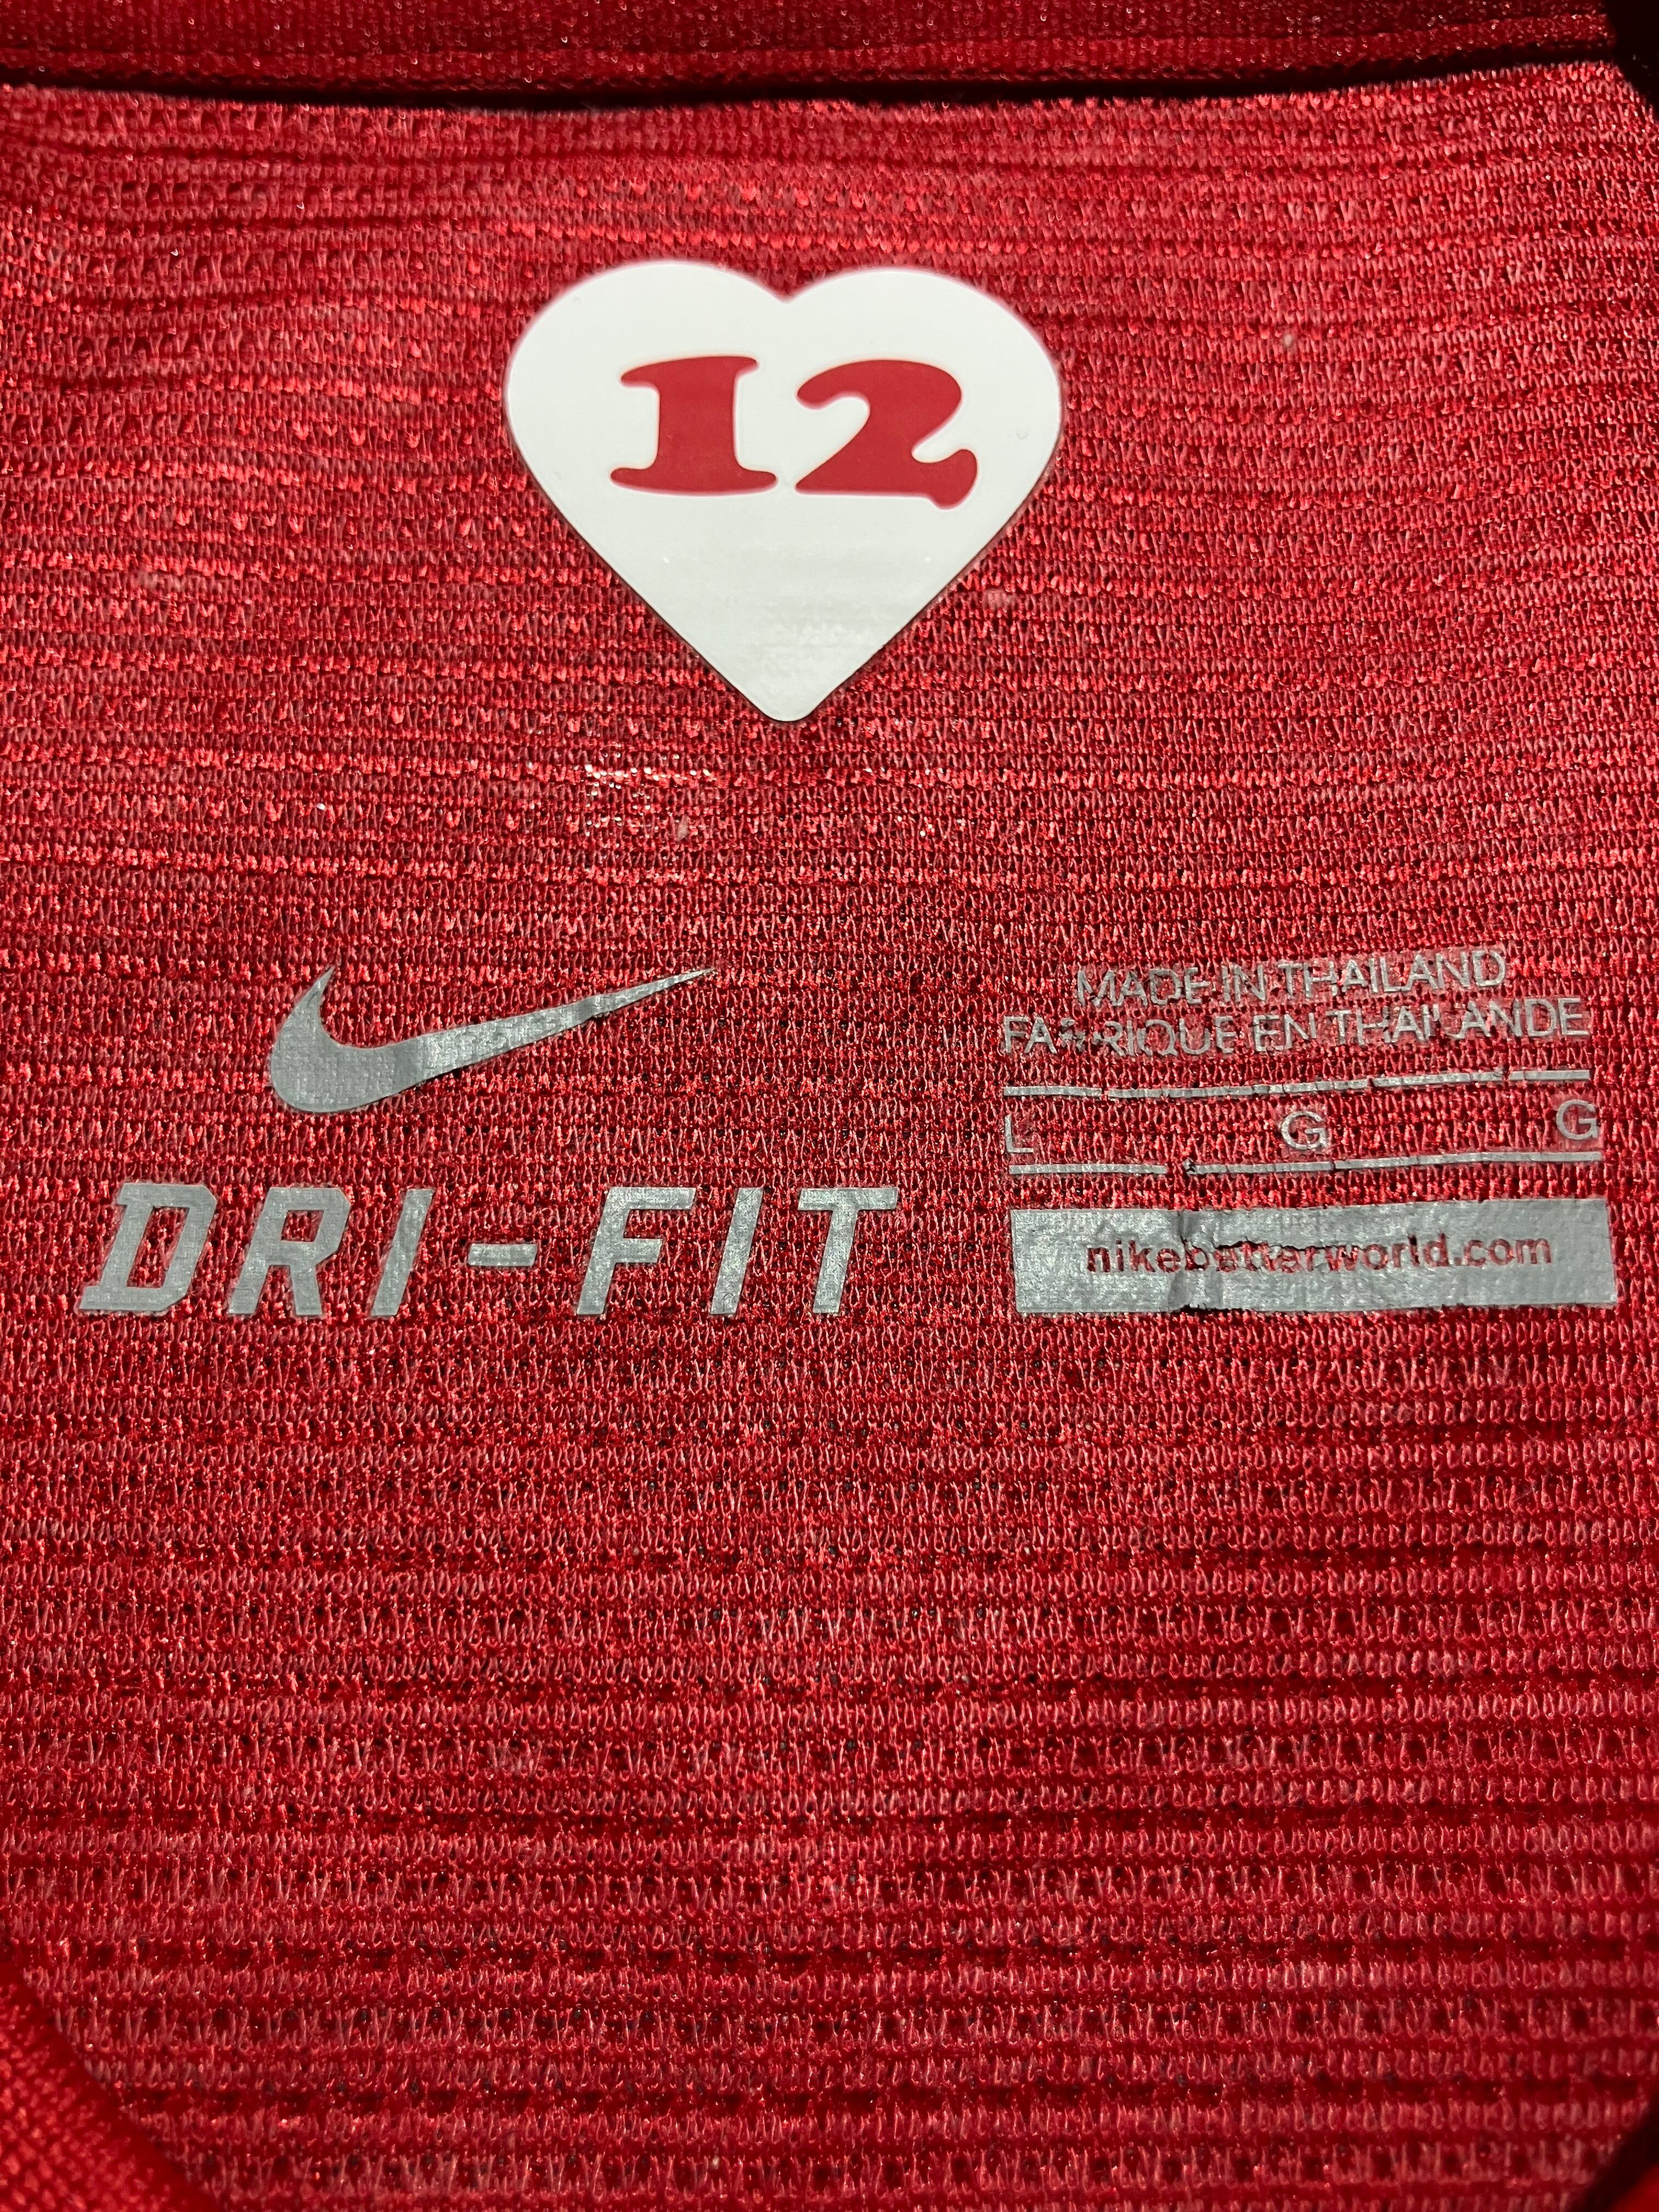 12
MADE IN THAILAND
FABRIQUE EN THAILANDE
L G G
DRI-FIT
nikebetterworld.com